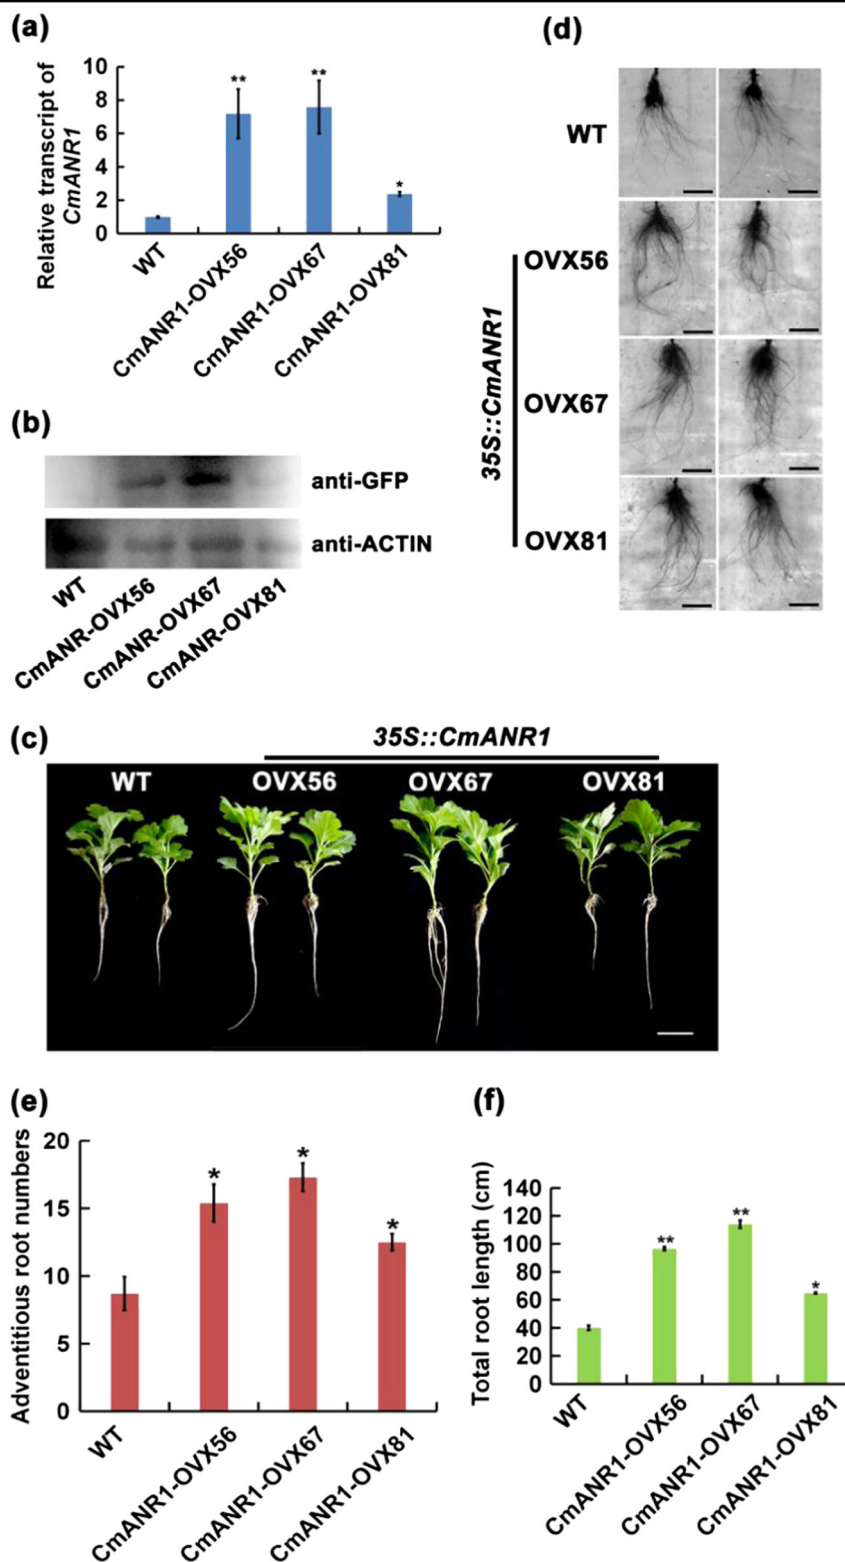 (a)
Relative transcript of
CmANR1
10
8
6
4
2
0
**
**
*
WT
CmANR1-OVX56
CmANR1-OVX67
CmANR1-OVX81
(b)
anti-GFP
anti-ACTIN
WT
CmANR-OVX56
CmANR-OVX67
CmANR-OVX81
(d)
WT
35S::CmANR1
OVX56
OVX67
OVX81
(c)
35S::CmANR1
WT OVX56 OVX67 OVX81
(e)
Adventitious root numbers
20
15
10
5
0
*
*
*
WT
CmANR1-OVX56
CmANR1-OVX67
CmANR1-OVX81
(f)
Total root length (cm)
140
120
100
80
60
40
20
0
**
**
*
WT
CmANR1-OVX56
CmANR1-OVX67
CmANR1-OVX81